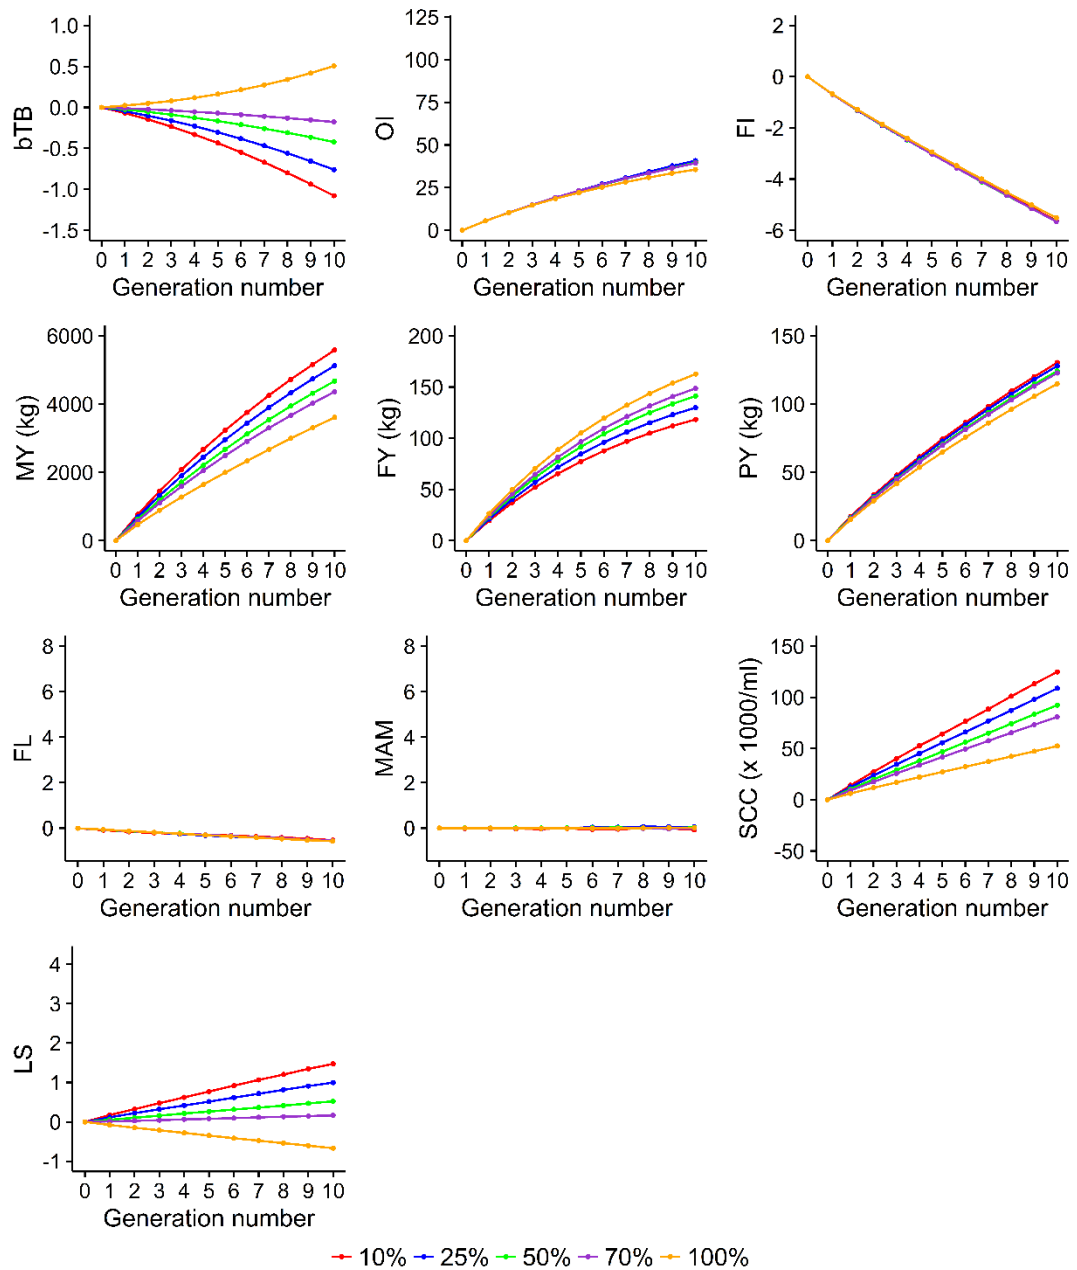 1.0
0.5
0.0
-0.5
-1.0
-1.5
bTB
0 1 2 3 4 5 6 7 8 9 10
Generation number
125
100
75
50
25
0
OI
0 1 2 3 4 5 6 7 8 9 10
Generation number
2
0
-2
-4
-6
FI
0 1 2 3 4 5 6 7 8 9 10
Generation number
6000
4000
2000
0
MY (kg)
0 1 2 3 4 5 6 7 8 9 10
Generation number
200
150
100
50
0
FY (kg)
0 1 2 3 4 5 6 7 8 9 10
Generation number
150
100
50
0
PY (kg)
0 1 2 3 4 5 6 7 8 9 10
Generation number
8
6
4
2
0
FL
0 1 2 3 4 5 6 7 8 9 10
Generation number
8
6
4
2
0
MAM
0 1 2 3 4 5 6 7 8 9 10
Generation number
150
100
50
0
-50
SCC (x 1000/ml)
0 1 2 3 4 5 6 7 8 9 10
Generation number
4
3
2
1
0
-1
LS
0 1 2 3 4 5 6 7 8 9 10
Generation number
10% 25% 50% 70% 100%